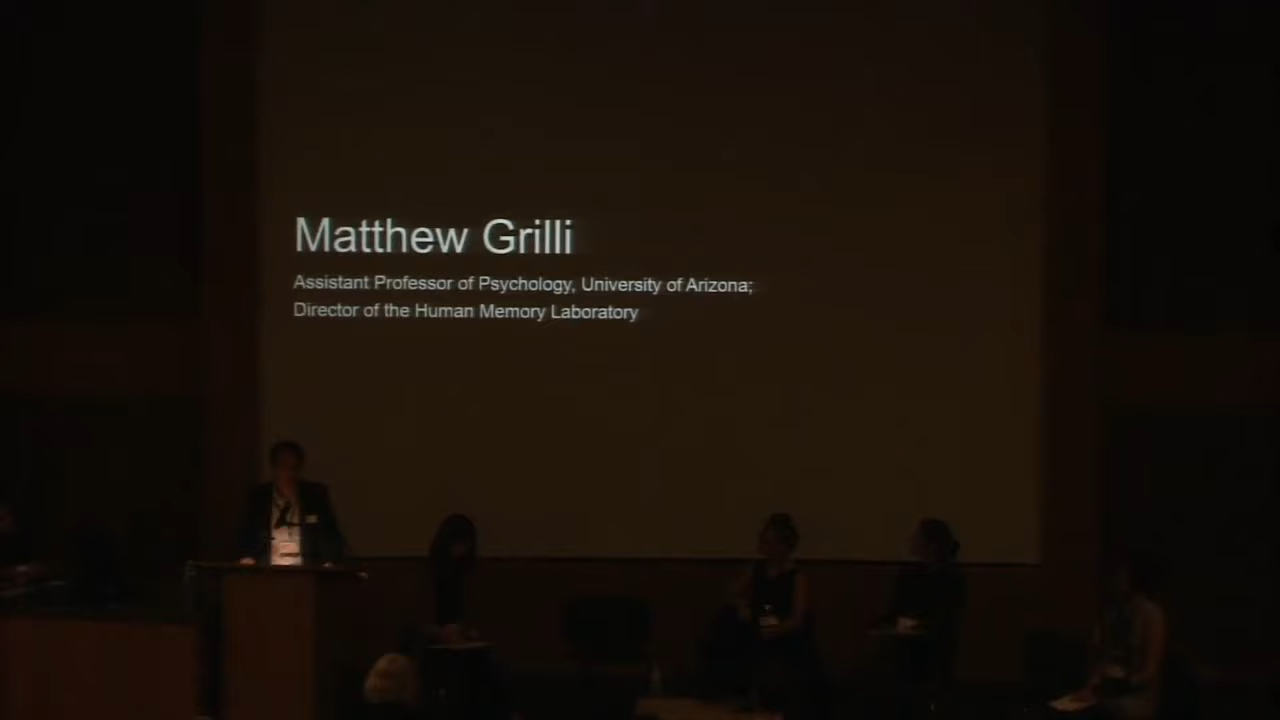 Matthew Grilli
Assistant Professor of Psychology, University of Arizona;
Director of the Human Memory Laboratory